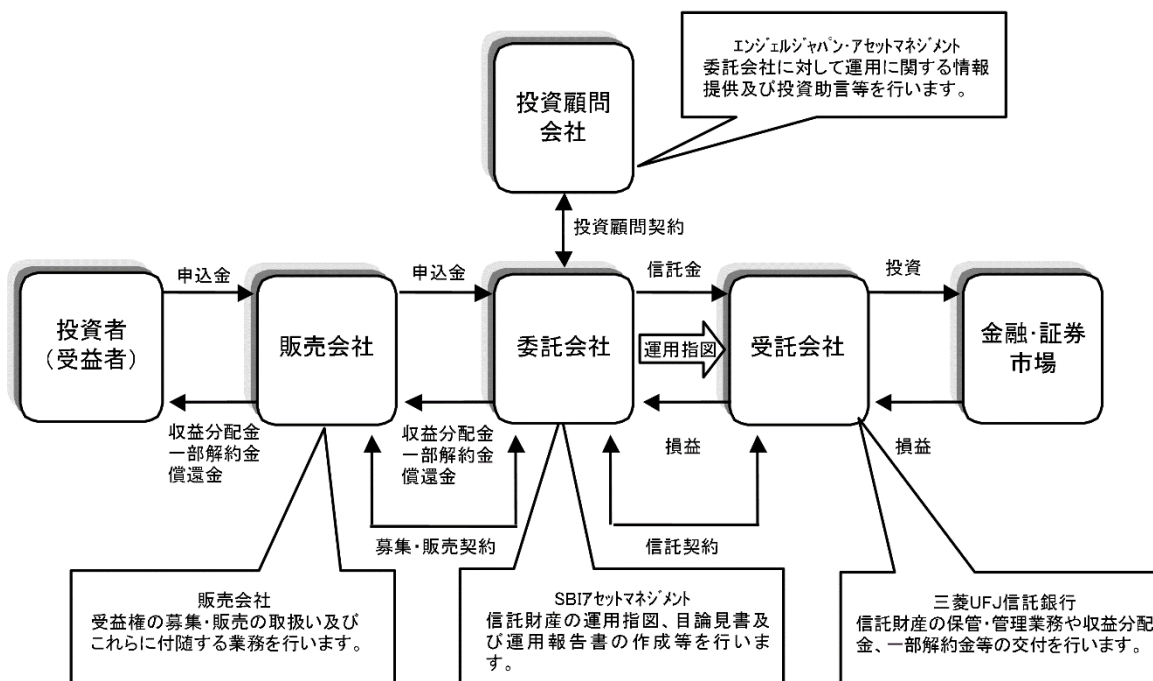 エンジェルジャパン・アセットマネジメント
委託会社に対して運用に関する情報
提供及び投資助言等を行います。
投資顧問
会社
投資顧問契約
申込金
申込金
信託金
投資
投資者
（受益者）
販売会社
委託会社
運用指図
受託会社
金融・証券
市場
収益分配金
一部解約金
償還金
収益分配金
一部解約金
償還金
損益
損益
募集・販売契約
信託契約
販売会社
受益権の募集・販売の取扱い及び
これらに付随する業務を行います。
SBIアセットマネジメント
信託財産の運用指図、目論見書及
び運用報告書の作成等を行いま
す。
三菱UFJ信託銀行
信託財産の保管・管理業務や収益分配
金、一部解約金等の交付を行います。